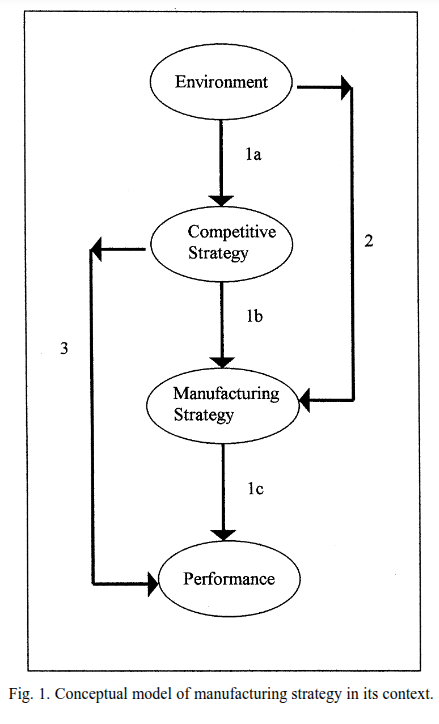 Environment
1a
Competitive
Strategy
2
1b
3
Manufacturing
Strategy
1c
Performance
Fig. 1. Conceptual model of manufacturing strategy in its context.